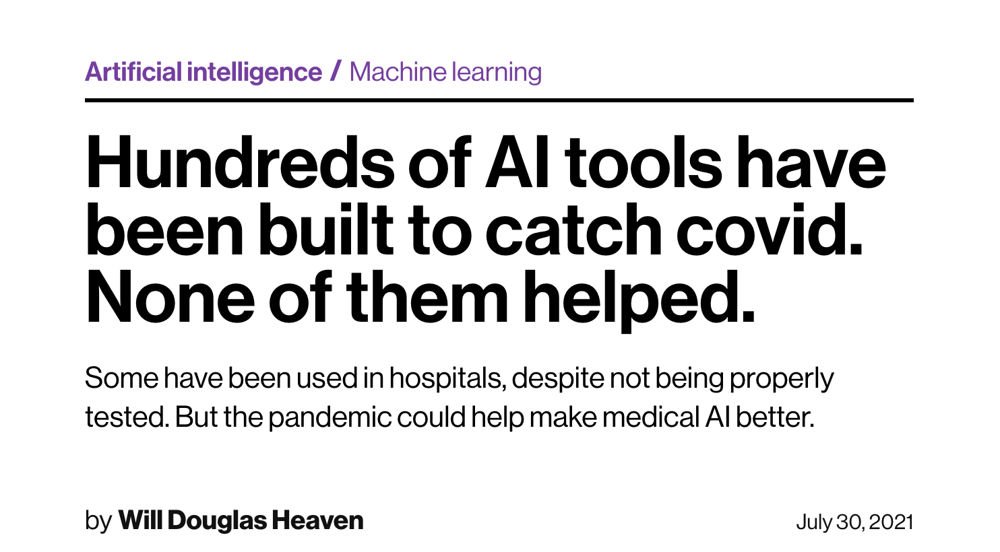 Artificial intelligence / Machine learning
Hundreds of AI tools have
been built to catch covid.
None of them helped.
Some have been used in hospitals, despite not being properly
tested. But the pandemic could help make medical AI better.
by Will Douglas Heaven
July 30, 2021